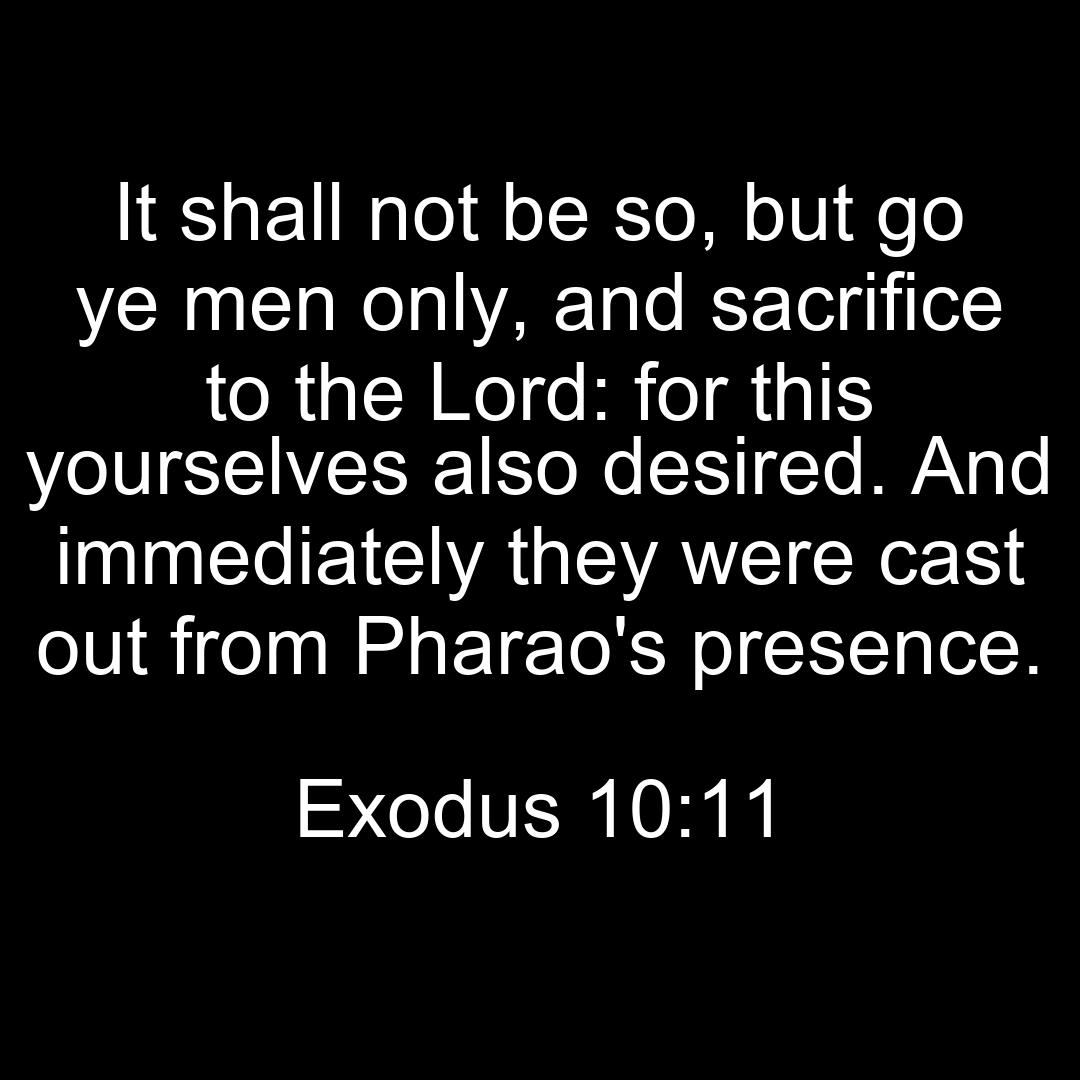 It shall not be so, but go
ye men only, and sacrifice
to the Lord: for this
yourselves also desired. And
immediately they were cast
out from Pharao's presence.
Exodus 10:11